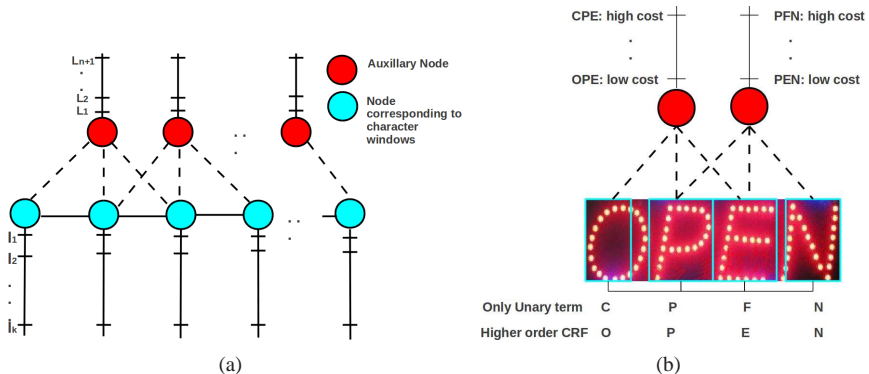 Ln+1
.
.
L2
L1
Auxillary Node
Node
corresponding to
character
windows
. .
.
l1
l2
.
.
lk
. .
.
(a)
CPE: high cost
PFN: high cost
.
.
.
.
OPE: low cost
PEN: low cost
OPEN
Only Unary term C P F N
Higher order CRF O P E N
(b)